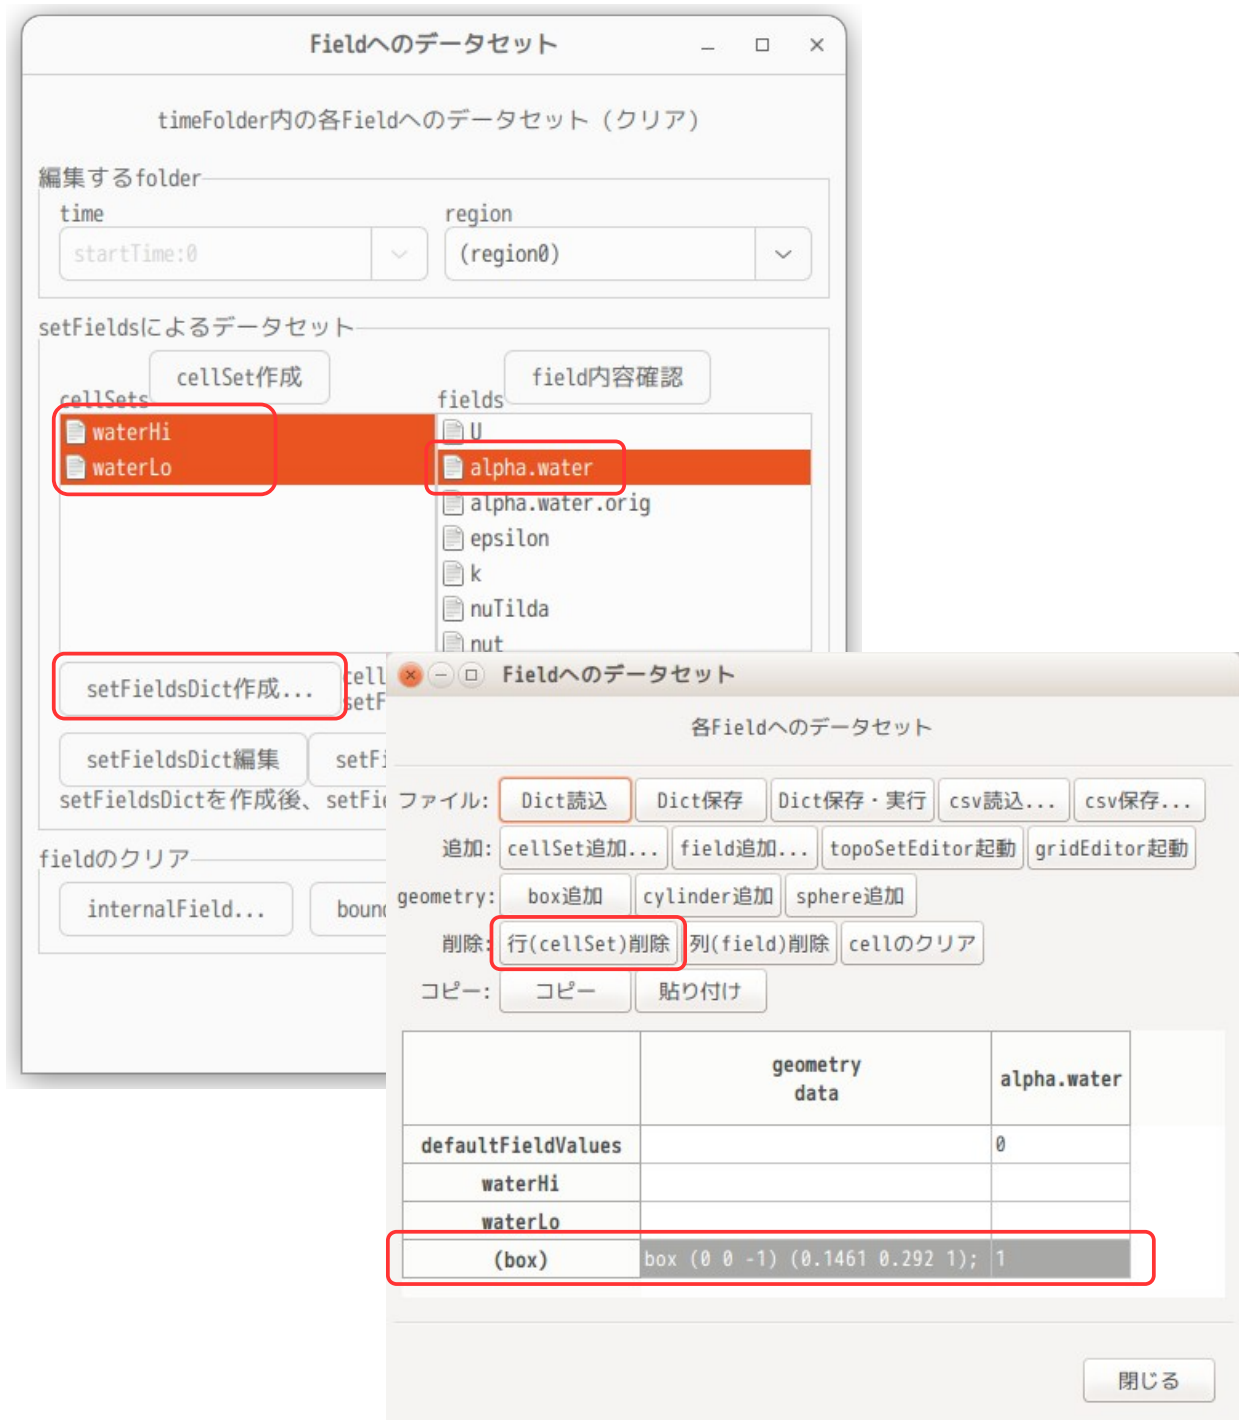 Fieldへのデータセット
timeFolder内の各Fieldへのデータセット (クリア)
編集するfolder
time
region
startTime:0
(region0)
setFieldsによるデータセット
cellSet作成
field内容確認
cellSets
fields
waterHi
waterLo
U
alpha.water
alpha.water.orig
epsilon
k
nuTilda
nut
setFieldsDict作成...
cell
setF
setFieldsDict編集
setFi
setFieldsDictを作成後、setFie
fieldのクリア
internalField...
bound
Fieldへのデータセット
各Fieldへのデータセット
ファイル: Dict読込 Dict保存 Dict保存・実行 csv読込... csv保存...
追加: cellSet追加... field追加... topoSetEditor起動 gridEditor起動
geometry: box追加 cylinder追加 sphere追加
削除: 行(cellSet)削除 列(field)削除 cellのクリア
コピー: コピー 貼り付け
geometry
data
alpha.water
defaultFieldValues 0
waterHi
waterLo
(box) box (0 0 -1) (0.1461 0.292 1); 1
閉じる